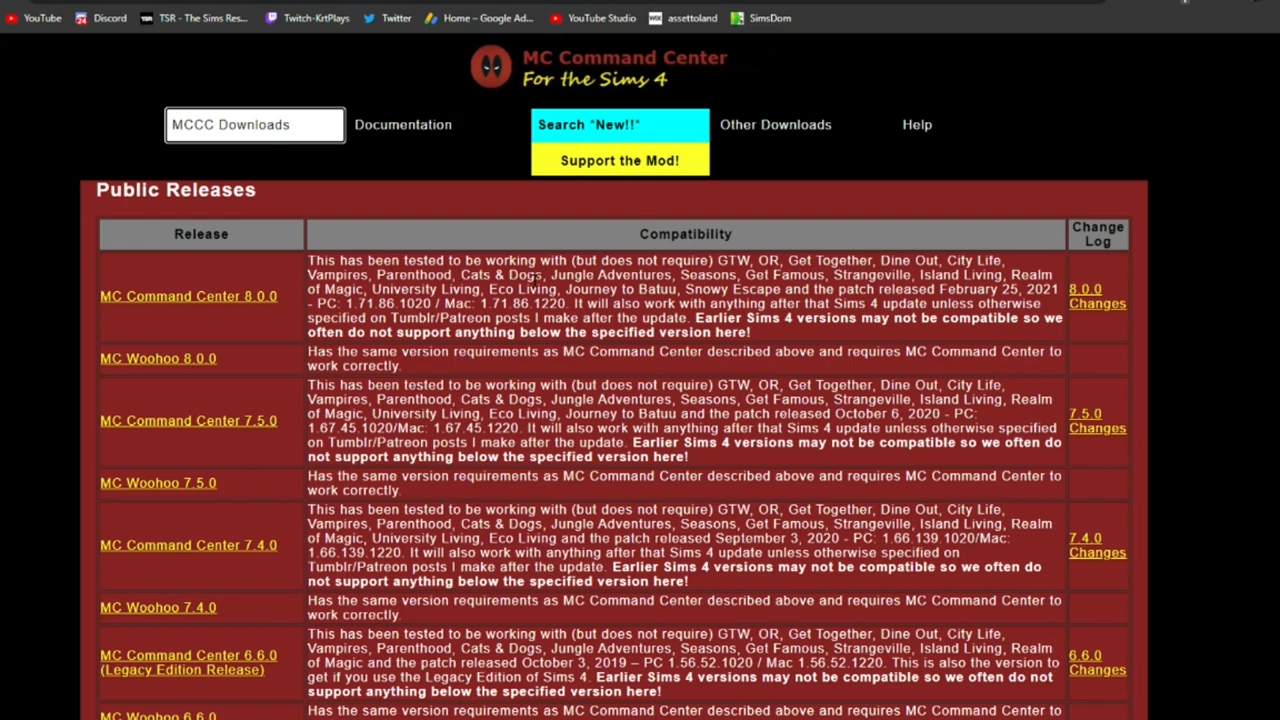 YouTube Discord TSR - The Sims Res... Twitch-KrtPlays Twitter Home – Google Ad... YouTube Studio assettoland SimsDom
MC Command Center
For the Sims 4
MCCC Downloads Documentation Search *New!!* Other Downloads Help
Support the Mod!
Public Releases
Release Compatibility Change Log
MC Command Center 8.0.0
This has been tested to be working with (but does not require) GTW, OR, Get Together, Dine Out, City Life,
Vampires, Parenthood, Cats & Dogs, Jungle Adventures, Seasons, Get Famous, Strangeville, Island Living, Realm
of Magic, University Living, Eco Living, Journey to Batuu, Snowy Escape and the patch released February 25, 2021
- PC: 1.71.86.1020 / Mac: 1.71.86.1220. It will also work with anything after that Sims 4 update unless otherwise
specified on Tumblr/Patreon posts I make after the update. Earlier Sims 4 versions may not be compatible so we
often do not support anything below the specified version here!
8.0.0
Changes
MC Woohoo 8.0.0
Has the same version requirements as MC Command Center described above and requires MC Command Center to
work correctly.
MC Command Center 7.5.0
This has been tested to be working with (but does not require) GTW, OR, Get Together, Dine Out, City Life,
Vampires, Parenthood, Cats & Dogs, Jungle Adventures, Seasons, Get Famous, Strangeville, Island Living, Realm
of Magic, University Living, Eco Living, Journey to Batuu and the patch released October 6, 2020 - PC:
1.67.45.1020/Mac: 1.67.45.1220. It will also work with anything after that Sims 4 update unless otherwise specified
on Tumblr/Patreon posts I make after the update. Earlier Sims 4 versions may not be compatible so we often do
not support anything below the specified version here!
7.5.0
Changes
MC Woohoo 7.5.0
Has the same version requirements as MC Command Center described above and requires MC Command Center to
work correctly.
MC Command Center 7.4.0
This has been tested to be working with (but does not require) GTW, OR, Get Together, Dine Out, City Life,
Vampires, Parenthood, Cats & Dogs, Jungle Adventures, Seasons, Get Famous, Strangeville, Island Living, Realm
of Magic, University Living, Eco Living and the patch released September 3, 2020 - PC: 1.66.139.1020/Mac:
1.66.139.1220. It will also work with anything after that Sims 4 update unless otherwise specified on
Tumblr/Patreon posts I make after the update. Earlier Sims 4 versions may not be compatible so we often do
not support anything below the specified version here!
7.4.0
Changes
MC Woohoo 7.4.0
Has the same version requirements as MC Command Center described above and requires MC Command Center to
work correctly.
MC Command Center 6.6.0
(Legacy Edition Release)
This has been tested to be working with (but does not require) GTW, OR, Get Together, Dine Out, City Life,
Vampires, Parenthood, Cats & Dogs, Jungle Adventures, Seasons, Get Famous, Strangeville, Island Living, Realm
of Magic and the patch released October 3, 2019 – PC 1.56.52.1020 / Mac 1.56.52.1220. This is also the version to
get if you use the Legacy Edition of Sims 4. Earlier Sims 4 versions may not be compatible so we often do
not support anything below the specified version here!
6.6.0
Changes
MC Woohoo 6.6.0
Has the same version requirements as MC Command Center described above and requires MC Command Center to